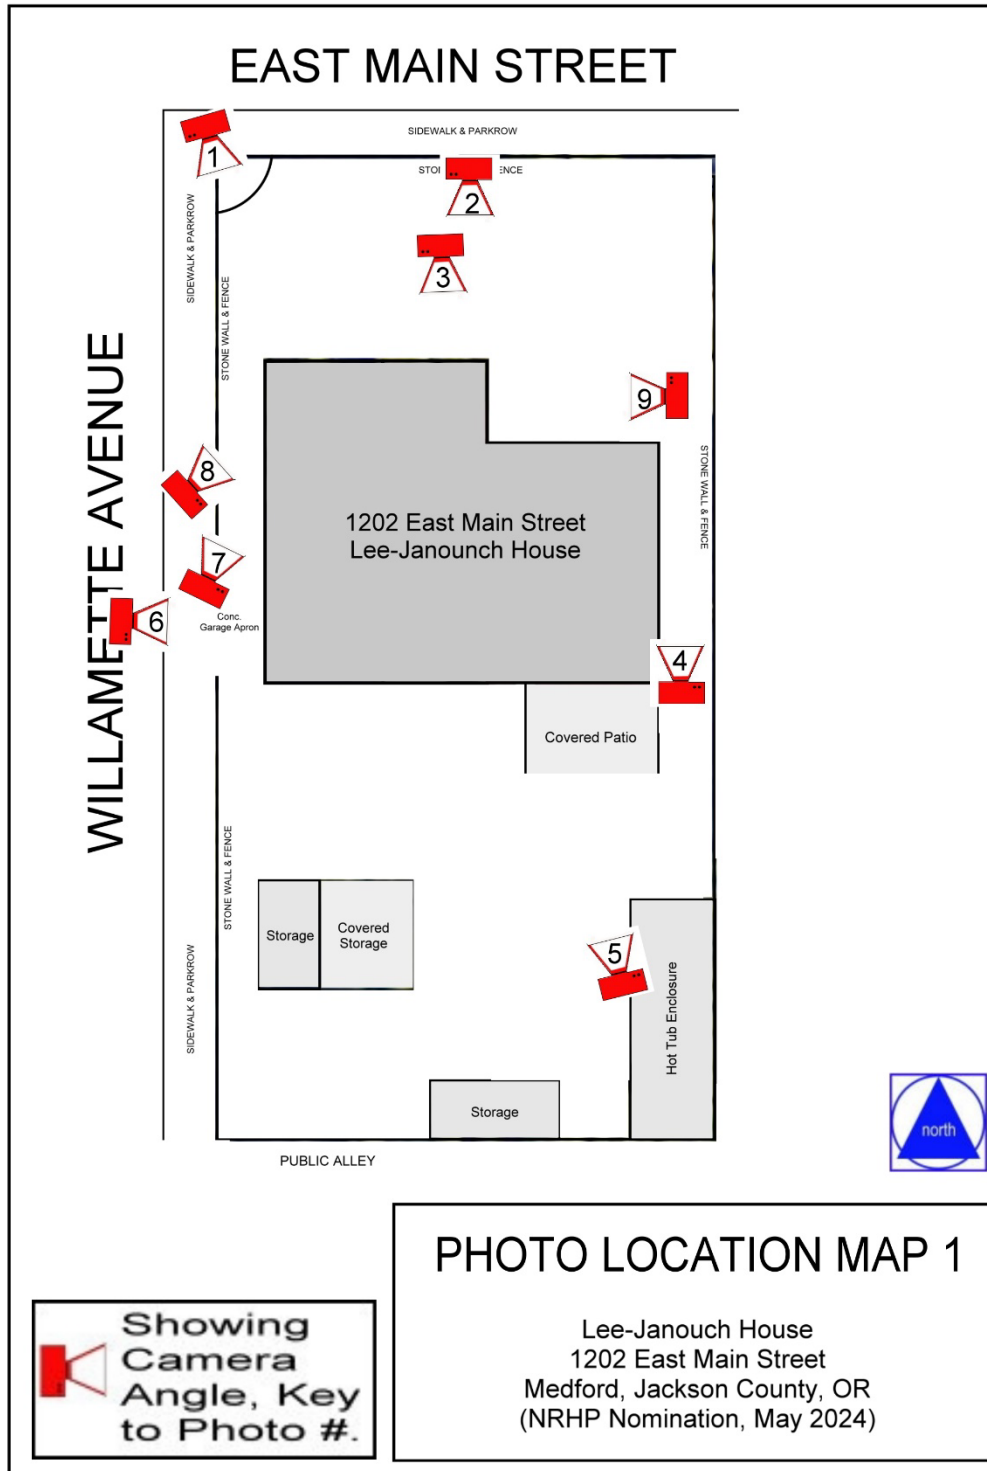 EAST MAIN STREET
SIDEWALK & PARKROW
1
STO
ENCE
2
SIDEWALK & PARKROW
3
STONE WALL & FENCE
WILLAMETTE AVENUE
9
8
STONE WALL & FENCE
1202 East Main Street
Lee-Janounch House
7
6
Conc.
Garage Apron
4
Covered Patio
STONE WALL & FENCE
Storage
Covered
Storage
5
SIDEWALK & PARKROW
Hot Tub Enclosure
Storage
north
PUBLIC ALLEY
PHOTO LOCATION MAP 1
Lee-Janouch House
1202 East Main Street
Medford, Jackson County, OR
(NRHP Nomination, May 2024)
Showing
Camera
Angle, Key
to Photo #.